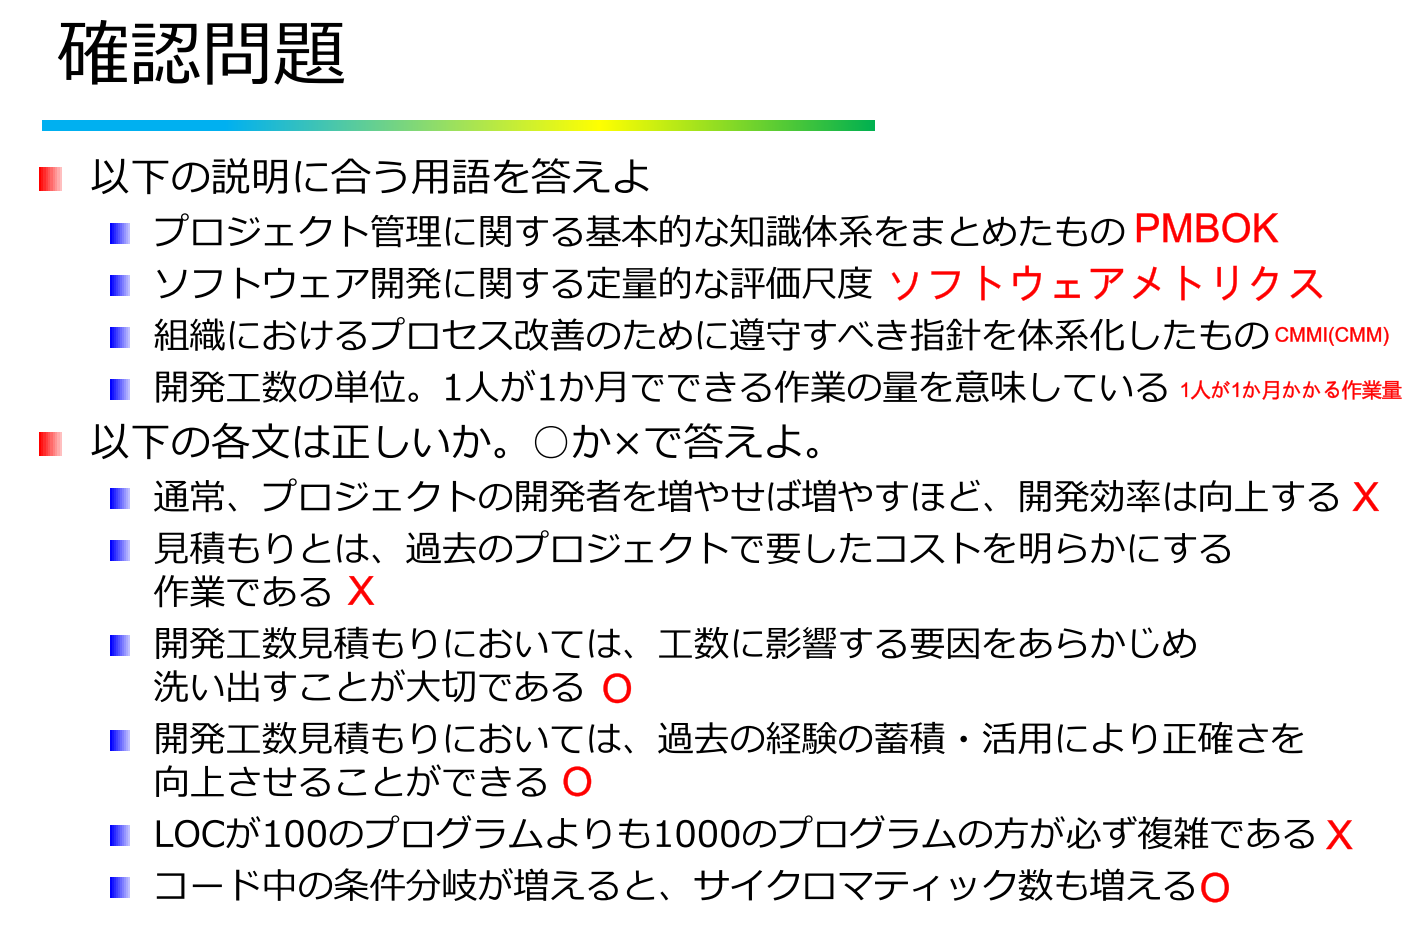 確認問題
以下の説明に合う用語を答えよ
プロジェクト管理に関する基本的な知識体系をまとめたもの PMBOK
ソフトウェア開発に関する定量的な評価尺度 ソフトウェアメトリクス
組織におけるプロセス改善のために遵守すべき指針を体系化したもの CMMI(CMM)
開発工数の単位。1人が1か月でできる作業の量を意味している 1人が1か月かかる作業量
以下の各文は正しいか。○か×で答えよ。
通常、プロジェクトの開発者を増やせば増やすほど、開発効率は向上する X
見積もりとは、過去のプロジェクトで要したコストを明らかにする
作業である X
開発工数見積もりにおいては、工数に影響する要因をあらかじめ
洗い出すことが大切である O
開発工数見積もりにおいては、過去の経験の蓄積・活用により正確さを
向上させることができる O
LOCが100のプログラムよりも1000のプログラムの方が必ず複雑である X
コード中の条件分岐が増えると、サイクロマティック数も増える O